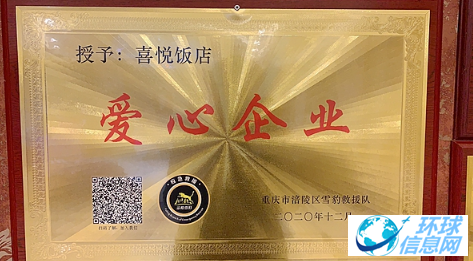 授予：喜悦饭店
爱心企业
重庆市涪陵区雪豹救援队
二〇二〇年十二月
环球
信息网